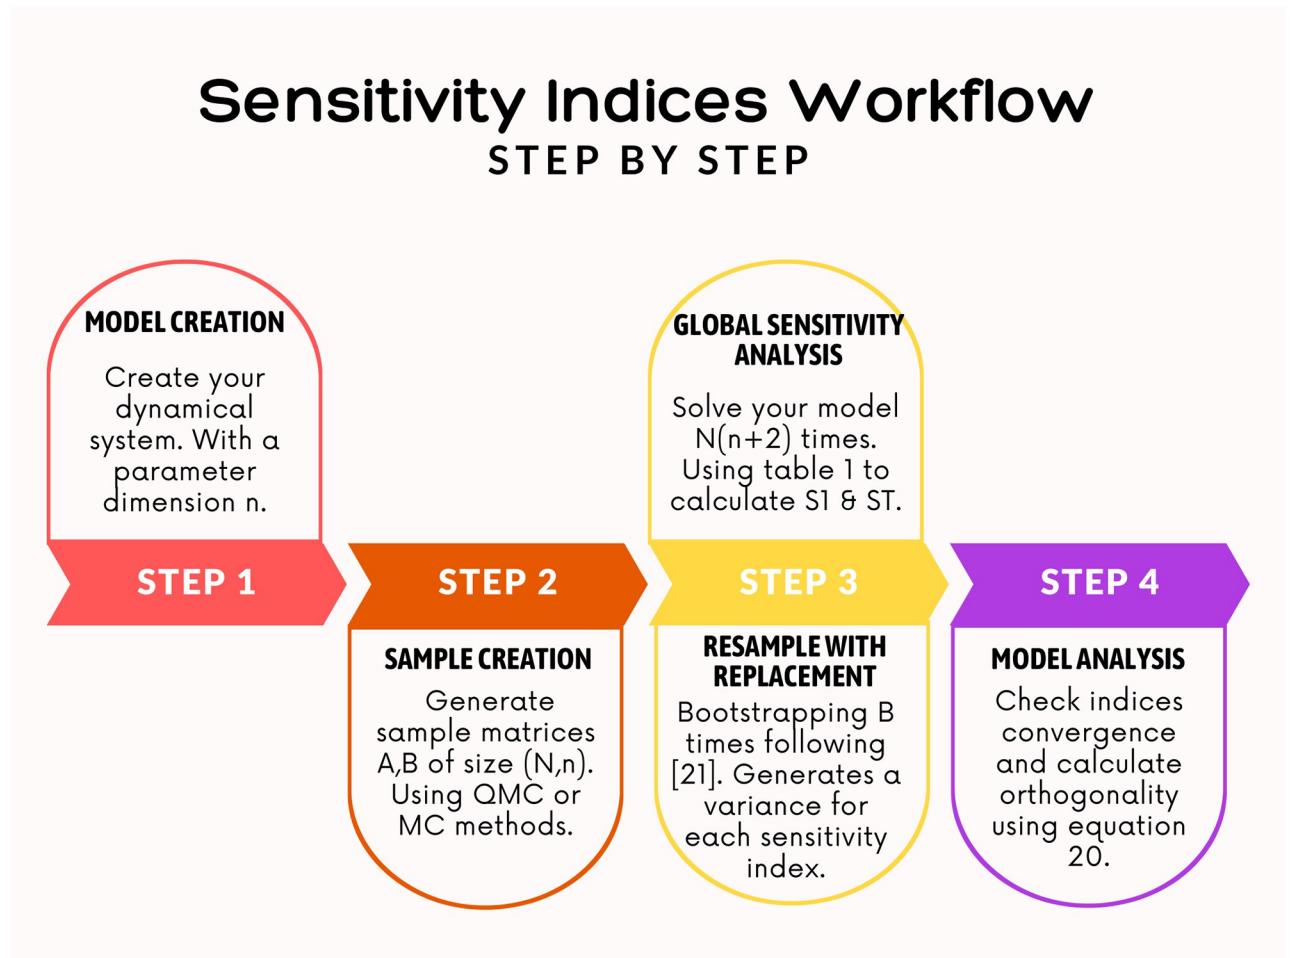 Sensitivity Indices Workflow
STEP BY STEP
MODEL CREATION
Create your
dynamical
system. With a
parameter
dimension n.
STEP 1
STEP 2
SAMPLE CREATION
Generate
sample matrices
A,B of size (N,n).
Using QMC or
MC methods.
GLOBAL SENSITIVITY
ANALYSIS
Solve your model
N(n+2) times.
Using table 1 to
calculate S1 & ST.
STEP 3
RESAMPLE WITH
REPLACEMENT
Bootstrapping B
times following
[21]. Generates a
variance for
each sensitivity
index.
STEP 4
MODEL ANALYSIS
Check indices
convergence
and calculate
orthogonality
using equation
20.